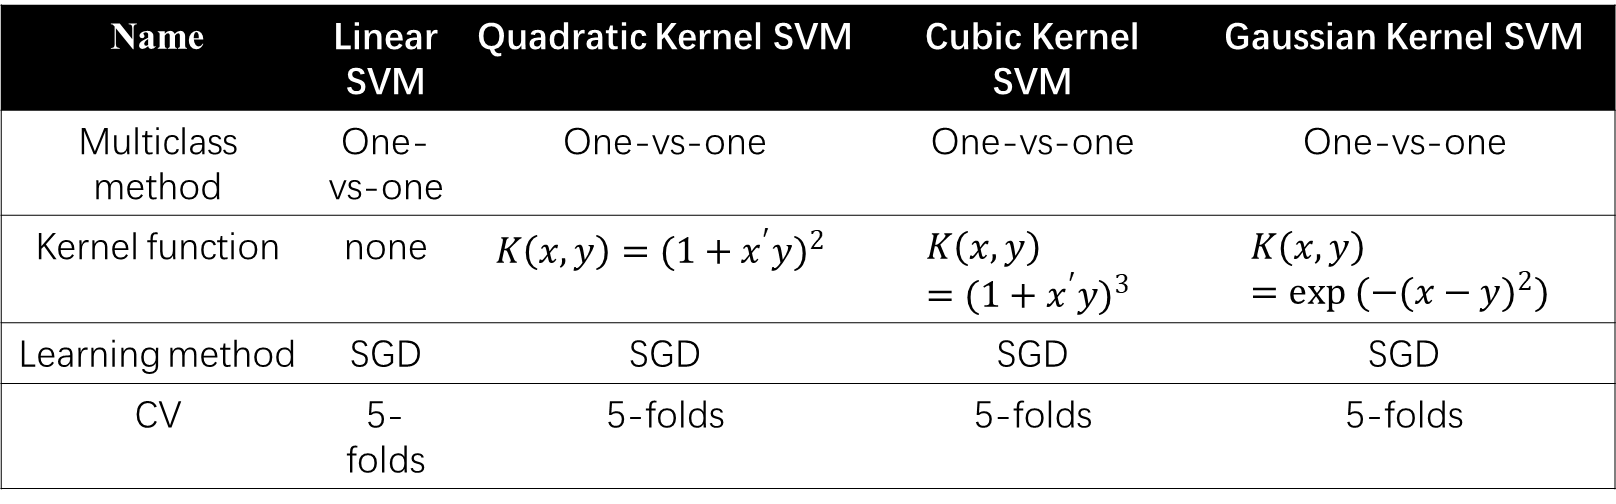 Name Linear SVM Quadratic Kernel SVM Cubic Kernel SVM Gaussian Kernel SVM
Multiclass method One-vs-one One-vs-one One-vs-one One-vs-one
Kernel function none K(x, y) = (1 + x′y)² K(x, y) = (1 + x′y)³ K(x, y) = exp (−(x − y)²)
Learning method SGD SGD SGD SGD
CV 5-folds 5-folds 5-folds 5-folds